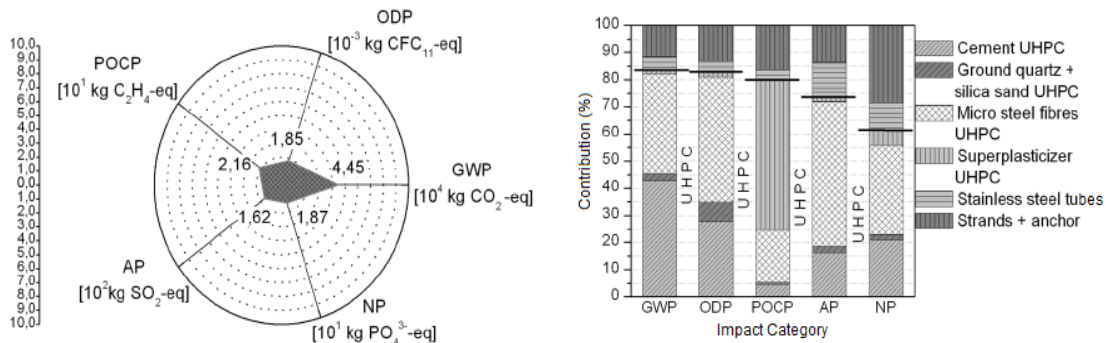 ODP
[10⁻³ kg CFC₁₁-eq]
POCP
[10¹ kg C₂H₄-eq]
1,85
2,16
4,45
GWP
[10⁴ kg CO₂-eq]
1,62
1,87
AP
[10²kg SO₂-eq]
NP
[10¹ kg PO₄³⁻-eq]
10,0
9,0
8,0
7,0
6,0
5,0
4,0
3,0
2,0
1,0
0,0
1,0
2,0
3,0
4,0
5,0
6,0
7,0
8,0
9,0
10,0
Contribution (%)
100
90
80
70
60
50
40
30
20
10
0
UHPC
UHPC
UHPC
UHPC
GWP
ODP
POCP
AP
NP
Impact Category
Cement UHPC
Ground quartz +
silica sand UHPC
Micro steel fibres
UHPC
Superplasticizer
UHPC
Stainless steel tubes
Strands + anchor